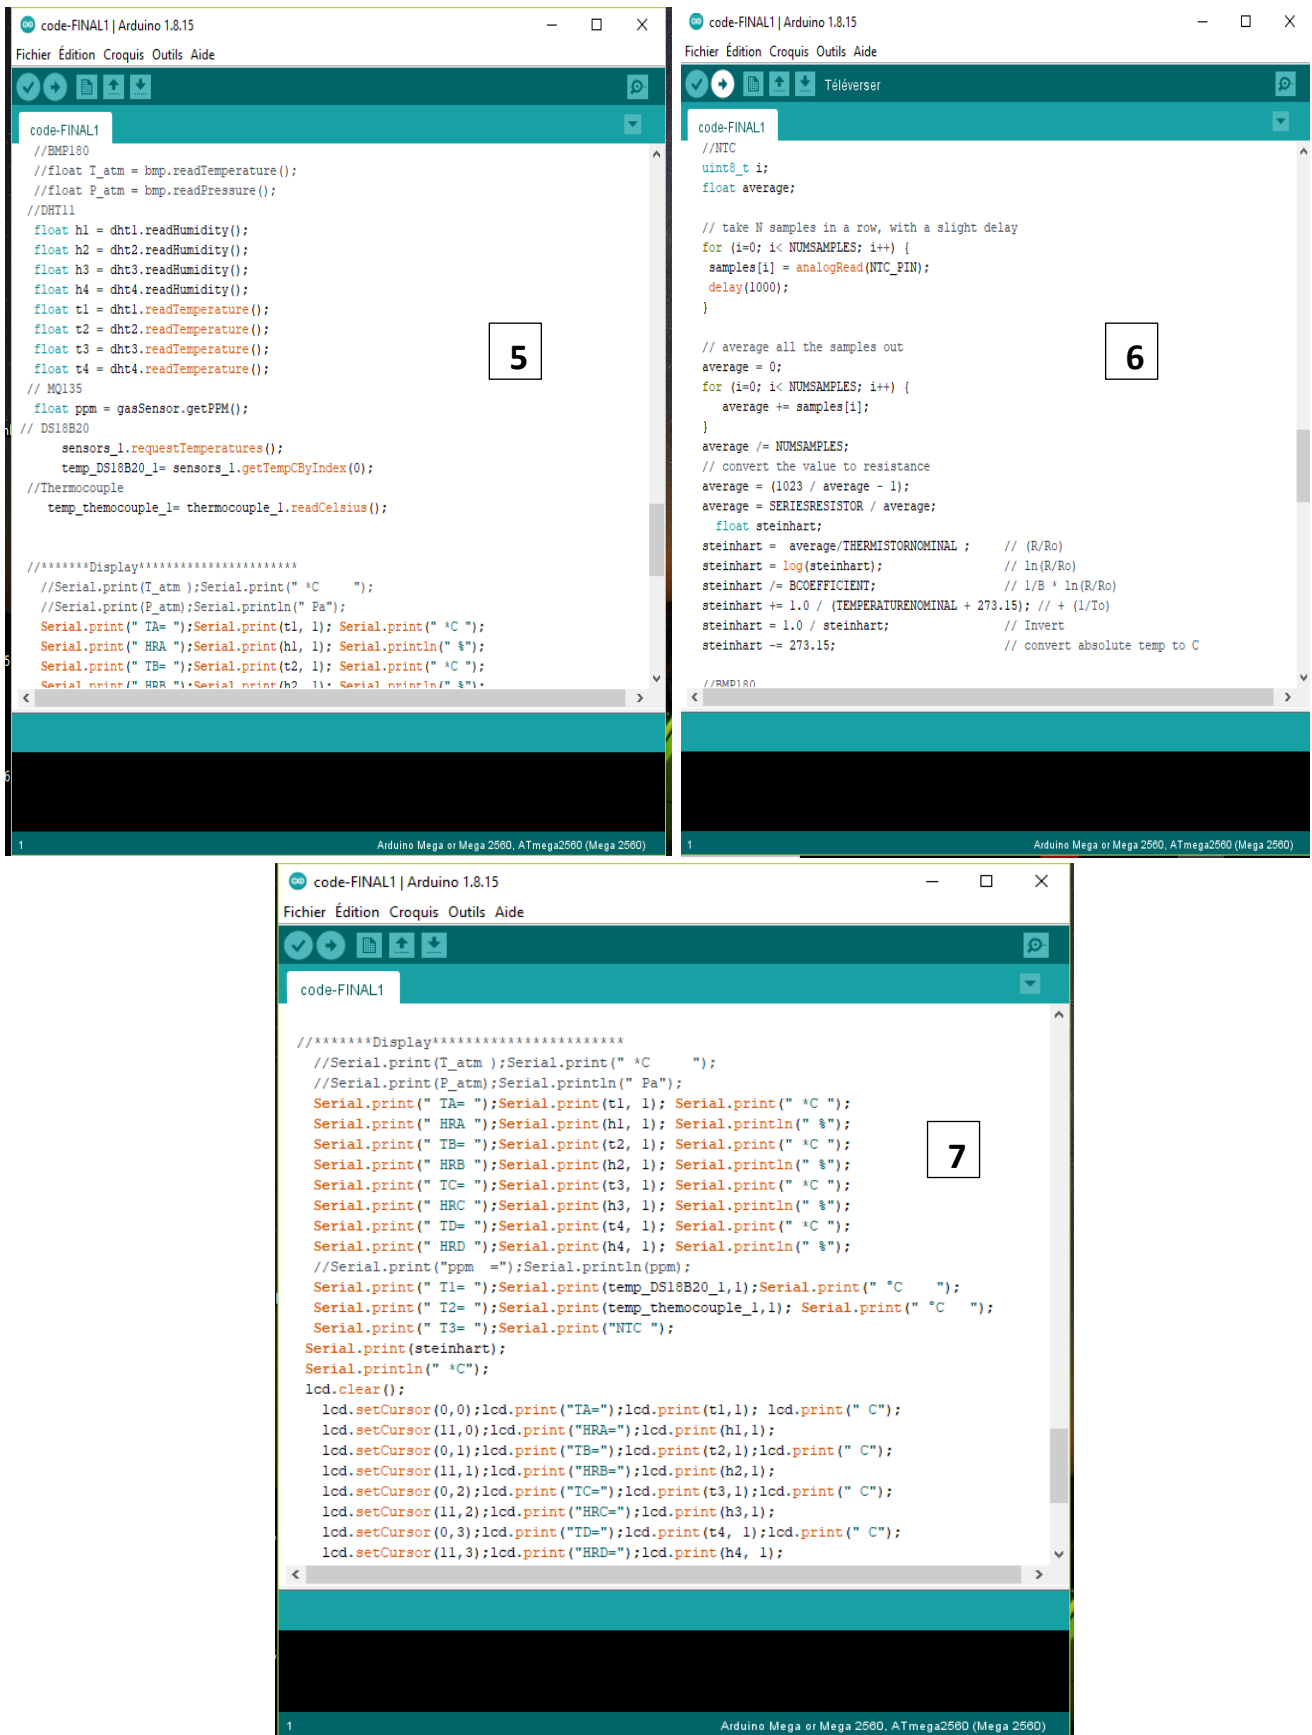 code-FINAL1 | Arduino 1.8.15
Fichier Édition Croquis Outils Aide
code-FINAL1
//BMP180
//float T_atm = bmp.readTemperature();
//float P_atm = bmp.readPressure();
//DHT11
float h1 = dht1.readHumidity();
float h2 = dht2.readHumidity();
float h3 = dht3.readHumidity();
float h4 = dht4.readHumidity();
float t1 = dht1.readTemperature();
float t2 = dht2.readTemperature();
float t3 = dht3.readTemperature();
float t4 = dht4.readTemperature();
// MQ135
float ppm = gasSensor.getPPM();
// DS18B20
sensors_1.requestTemperatures();
temp_DS18B20_1= sensors_1.getTempCByIndex(0);
//Thermocouple
temp_themocouple_1= thermocouple_1.readCelsius();
//*******Display***********************
//Serial.print(T_atm );Serial.print(" *C     ");
//Serial.print(P_atm);Serial.println(" Pa");
Serial.print(" TA= ");Serial.print(t1, 1); Serial.print(" *C ");
Serial.print(" HRA ");Serial.print(h1, 1); Serial.println(" %");
Serial.print(" TB= ");Serial.print(t2, 1); Serial.print(" *C ");
Serial.print(" HRB ");Serial.print(h2, 1); Serial.println(" %");
5
1
Arduino Mega or Mega 2560, ATmega2560 (Mega 2560)
code-FINAL1 | Arduino 1.8.15
Fichier Édition Croquis Outils Aide
Téléverser
code-FINAL1
//NTC
uint8_t i;
float average;
// take N samples in a row, with a slight delay
for (i=0; i< NUMSAMPLES; i++) {
samples[i] = analogRead(NTC_PIN);
delay(1000);
}
// average all the samples out
average = 0;
for (i=0; i< NUMSAMPLES; i++) {
average += samples[i];
}
average /= NUMSAMPLES;
// convert the value to resistance
average = (1023 / average - 1);
average = SERIESRESISTOR / average;
float steinhart;
steinhart =  average/THERMISTORNOMINAL ;     // (R/Ro)
steinhart = log(steinhart);                  // ln(R/Ro)
steinhart /= BCOEFFICIENT;                   // 1/B * ln(R/Ro)
steinhart += 1.0 / (TEMPERATURENOMINAL + 273.15); // + (1/To)
steinhart = 1.0 / steinhart;                 // Invert
steinhart -= 273.15;                         // convert absolute temp to C
//BMP180
6
1
Arduino Mega or Mega 2560, ATmega2560 (Mega 2560)
code-FINAL1 | Arduino 1.8.15
Fichier Édition Croquis Outils Aide
code-FINAL1
//*******Display***********************
//Serial.print(T_atm );Serial.print(" *C     ");
//Serial.print(P_atm);Serial.println(" Pa");
Serial.print(" TA= ");Serial.print(t1, 1); Serial.print(" *C ");
Serial.print(" HRA ");Serial.print(h1, 1); Serial.println(" %");
Serial.print(" TB= ");Serial.print(t2, 1); Serial.print(" *C ");
Serial.print(" HRB ");Serial.print(h2, 1); Serial.println(" %");
Serial.print(" TC= ");Serial.print(t3, 1); Serial.print(" *C ");
Serial.print(" HRC ");Serial.print(h3, 1); Serial.println(" %");
Serial.print(" TD= ");Serial.print(t4, 1); Serial.print(" *C ");
Serial.print(" HRD ");Serial.print(h4, 1); Serial.println(" %");
//Serial.print("ppm  =");Serial.println(ppm);
Serial.print(" T1= ");Serial.print(temp_DS18B20_1,1);Serial.print(" °C    ");
Serial.print(" T2= ");Serial.print(temp_themocouple_1,1); Serial.print(" °C   ");
Serial.print(" T3= ");Serial.print("NTC ");
Serial.print(steinhart);
Serial.println(" *C");
lcd.clear();
lcd.setCursor(0,0);lcd.print("TA=");lcd.print(t1,1); lcd.print(" C");
lcd.setCursor(11,0);lcd.print("HRA=");lcd.print(h1,1);
lcd.setCursor(0,1);lcd.print("TB=");lcd.print(t2,1);lcd.print(" C");
lcd.setCursor(11,1);lcd.print("HRB=");lcd.print(h2,1);
lcd.setCursor(0,2);lcd.print("TC=");lcd.print(t3,1);lcd.print(" C");
lcd.setCursor(11,2);lcd.print("HRC=");lcd.print(h3,1);
lcd.setCursor(0,3);lcd.print("TD=");lcd.print(t4, 1);lcd.print(" C");
lcd.setCursor(11,3);lcd.print("HRD=");lcd.print(h4, 1);
7
1
Arduino Mega or Mega 2560, ATmega2560 (Mega 2560)